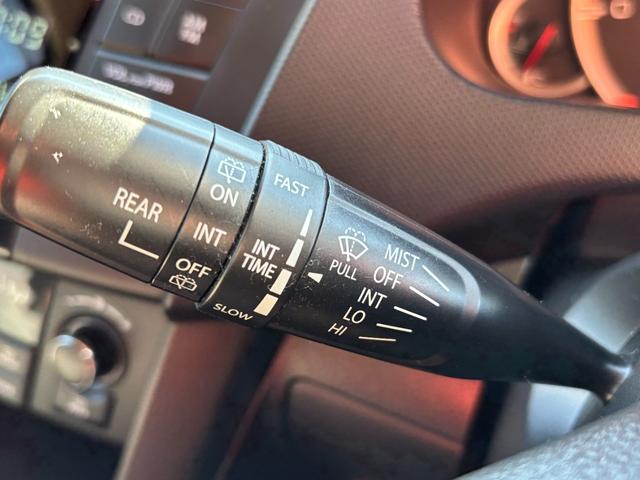 REAR
ON
INT
OFF
FAST
INT
TIME
SLOW
PULL
MIST
OFF
INT
LO
HI